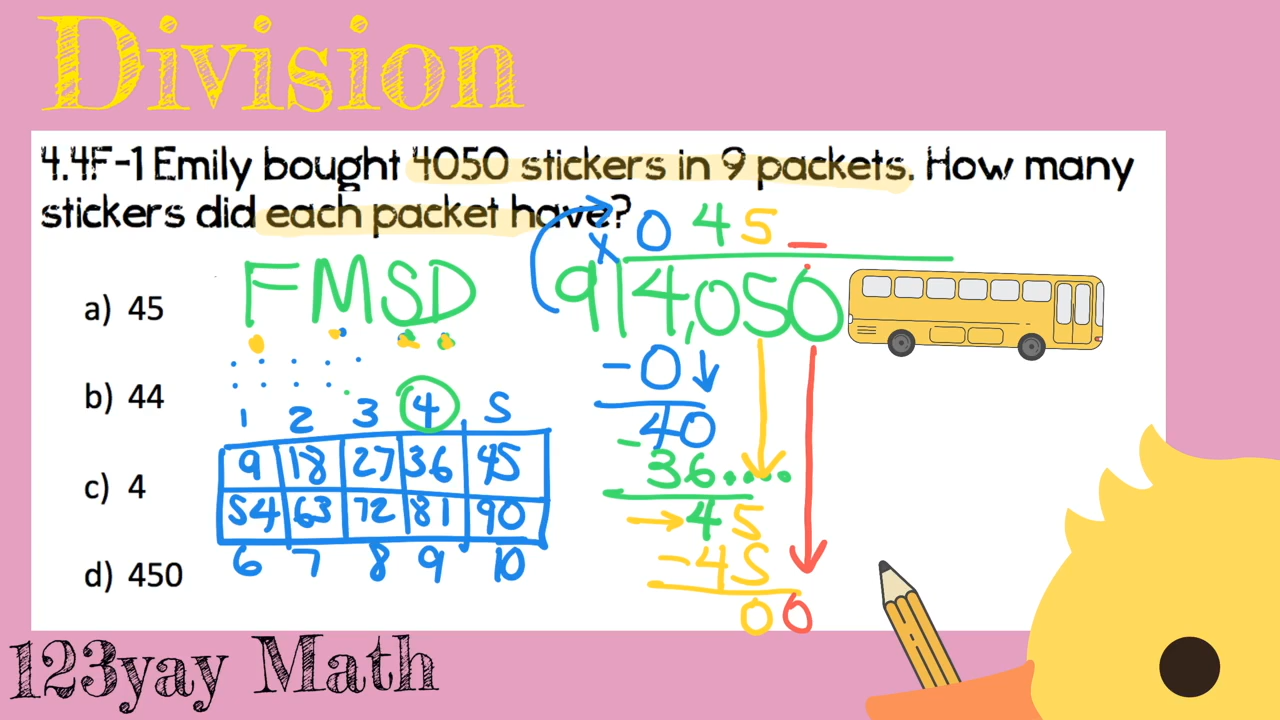 Division
4.4F-1 Emily bought 4050 stickers in 9 packets. How many
stickers did each packet have?
x 0 4 5 _
9 4,050
FMSD
a) 45
b) 44
c) 4
d) 450
1 2 3 4 5
9 18 27 36 45
54 63 72 81 90
6 7 8 9 10
-0
40
-36
45
-45
00
123yay Math